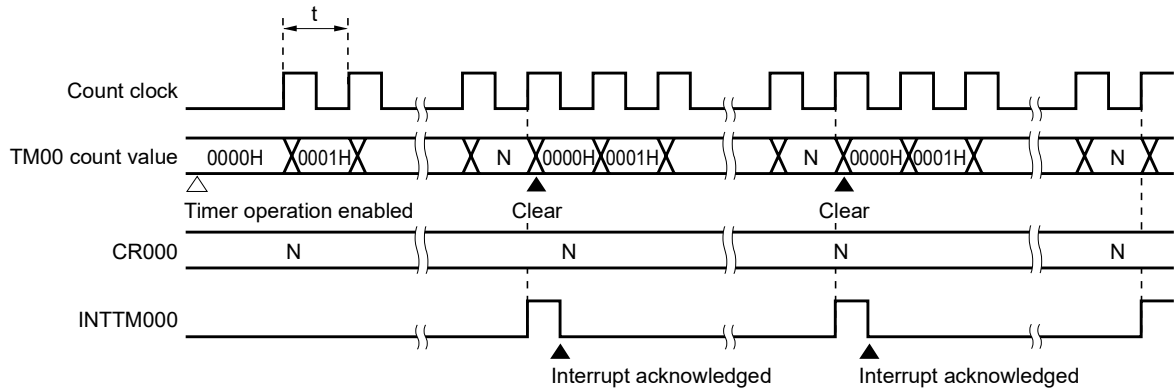 t
Count clock
TM00 count value 0000H 0001H N 0000H 0001H N 0000H 0001H N
Timer operation enabled Clear Clear
CR000 N N N N
INTTM000
Interrupt acknowledged Interrupt acknowledged